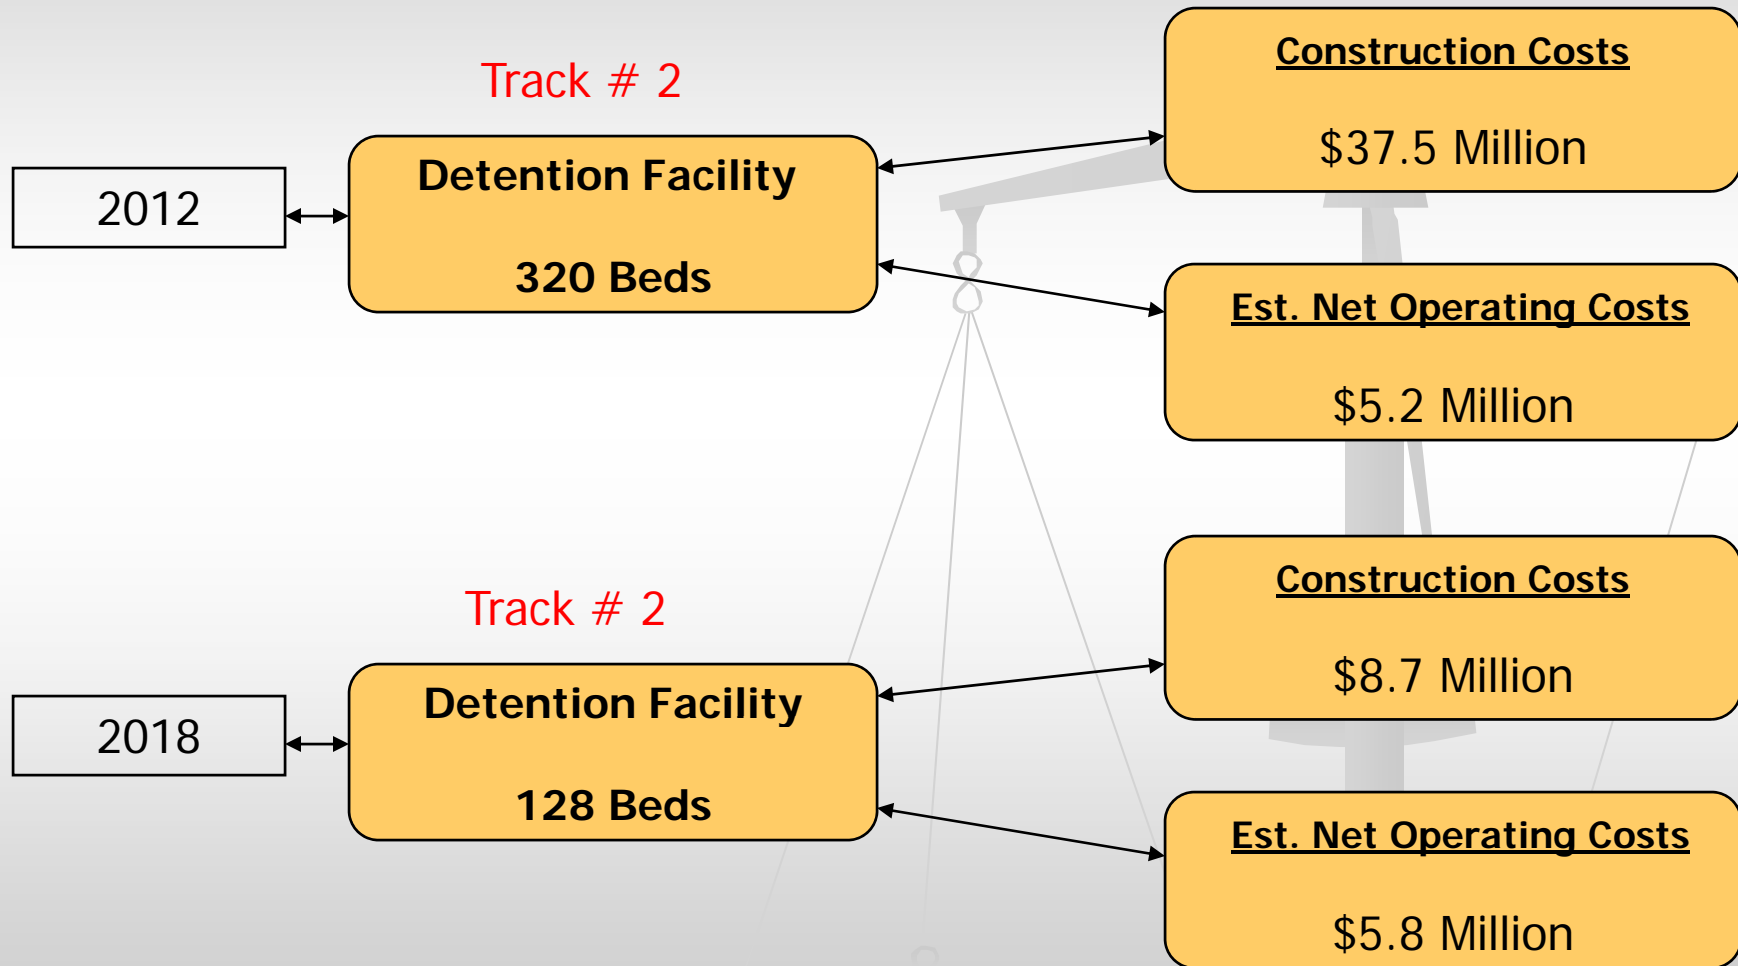 Track # 2
2012
Detention Facility
320 Beds
Construction Costs
$37.5 Million
Est. Net Operating Costs
$5.2 Million
Track # 2
2018
Detention Facility
128 Beds
Construction Costs
$8.7 Million
Est. Net Operating Costs
$5.8 Million